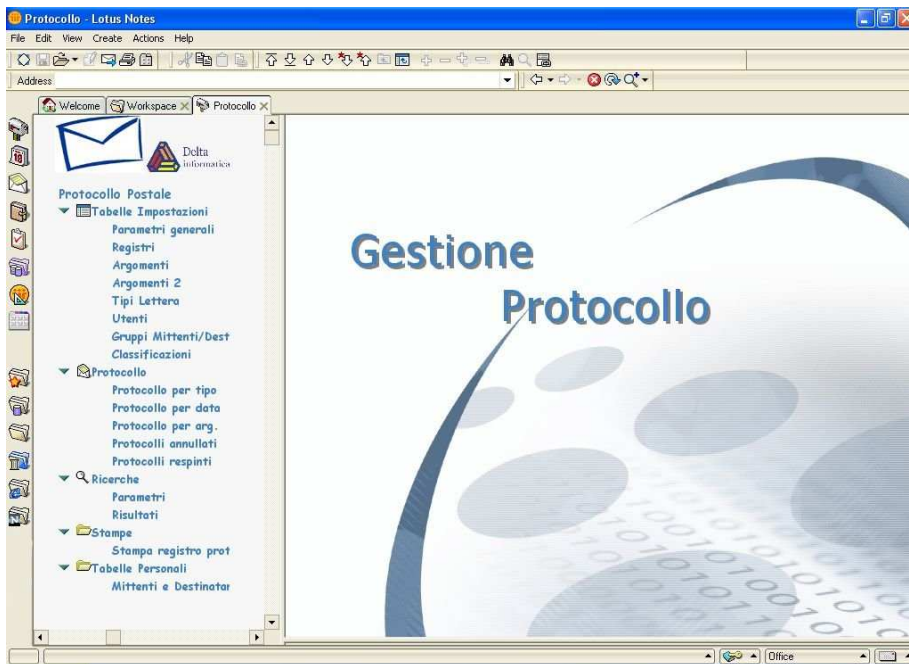 Protocollo - Lotus Notes
File Edit View Create Actions Help
Address
Welcome Workspace Protocollo
Delta
informatica
Protocollo Postale
Tabelle Impostazioni
Parametri generali
Registri
Argomenti
Argomenti 2
Tipi Lettera
Utenti
Gruppi Mittenti/Dest
Classificazioni
Protocollo
Protocollo per tipo
Protocollo per data
Protocollo per arg.
Protocolli annullati
Protocolli respinti
Ricerche
Parametri
Risultati
Stampe
Stampa registro prot
Tabelle Personali
Mittenti e Destinatar
Gestione
Protocollo
Office